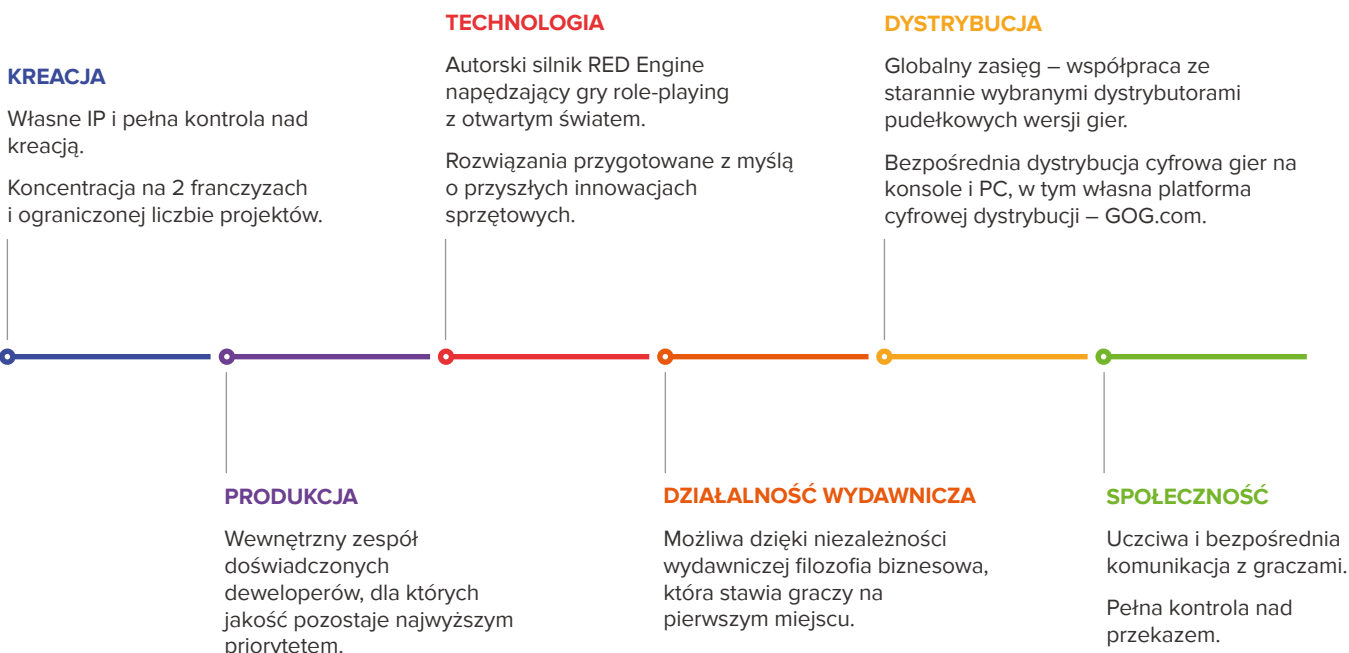 KREACJA
Własne IP i pełna kontrola nad
kreacją.
Koncentracja na 2 franczyzach
i ograniczonej liczbie projektów.
TECHNOLOGIA
Autorski silnik RED Engine
napędzający gry role-playing
z otwartym światem.
Rozwiązania przygotowane z myślą
o przyszłych innowacjach
sprzętowych.
DYSTRYBUCJA
Globalny zasięg – współpraca ze
starannie wybranymi dystrybutorami
pudełkowych wersji gier.
Bezpośrednia dystrybucja cyfrowa gier na
konsole i PC, w tym własna platforma
cyfrowej dystrybucji – GOG.com.
PRODUKCJA
Wewnętrzny zespół
doświadczonych
deweloperów, dla których
jakość pozostaje najwyższym
priorytetem.
DZIAŁALNOŚĆ WYDAWNICZA
Możliwa dzięki niezależności
wydawniczej filozofia biznesowa,
która stawia graczy na
pierwszym miejscu.
SPOŁECZNOŚĆ
Uczciwa i bezpośrednia
komunikacja z graczami.
Pełna kontrola nad
przekazem.